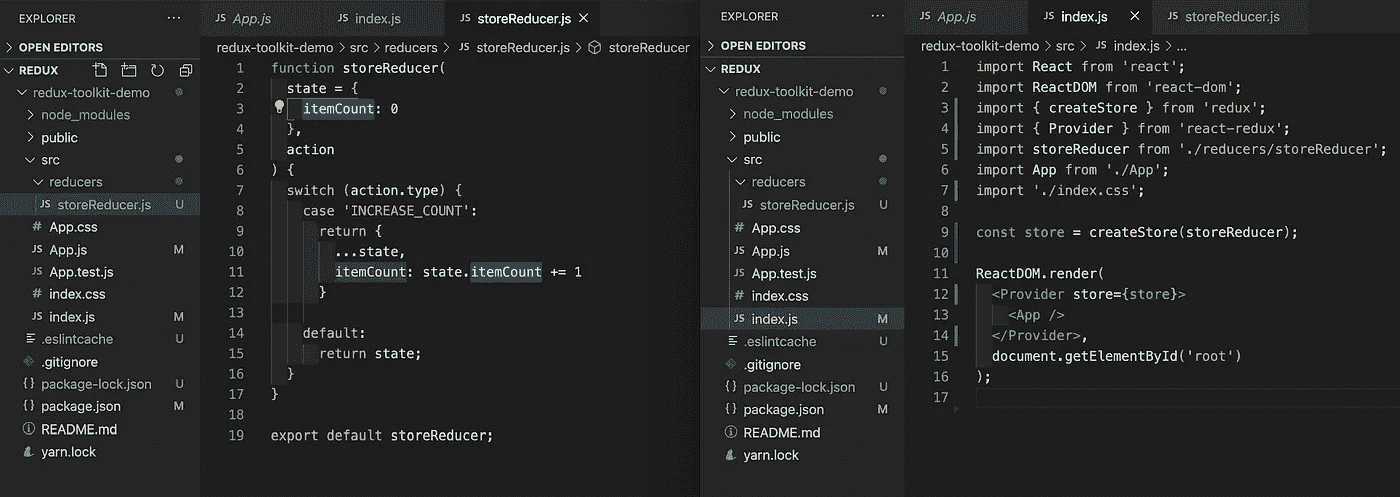 EXPLORER
OPEN EDITORS
REDUX
redux-toolkit-demo
node_modules
public
src
reducers
JS storeReducer.js U
# App.css
JS App.js M
JS App.test.js
# index.css
JS index.js M
.eslintcache U
.gitignore
{} package-lock.json U
{} package.json M
README.md
yarn.lock
JS App.js JS index.js JS storeReducer.js
redux-toolkit-demo > src > reducers > JS storeReducer.js > storeReducer
1 function storeReducer(
2 state = {
3 itemCount: 0
4 },
5 action
6 ) {
7 switch (action.type) {
8 case 'INCREASE_COUNT':
9 return {
10 ...state,
11 itemCount: state.itemCount += 1
12 }
13
14 default:
15 return state;
16 }
17 }
18
19 export default storeReducer;
EXPLORER
OPEN EDITORS
REDUX
redux-toolkit-demo
node_modules
public
src
reducers
JS storeReducer.js U
# App.css
JS App.js M
JS App.test.js
# index.css
JS index.js M
.eslintcache U
.gitignore
{} package-lock.json U
{} package.json M
README.md
yarn.lock
JS App.js JS index.js JS storeReducer.js
redux-toolkit-demo > src > JS index.js > ...
1 import React from 'react';
2 import ReactDOM from 'react-dom';
3 import { createStore } from 'redux';
4 import { Provider } from 'react-redux';
5 import storeReducer from './reducers/storeReducer';
6 import App from './App';
7 import './index.css';
8
9 const store = createStore(storeReducer);
10
11 ReactDOM.render(
12 <Provider store={store}>
13 <App />
14 </Provider>,
15 document.getElementById('root')
16 );
17